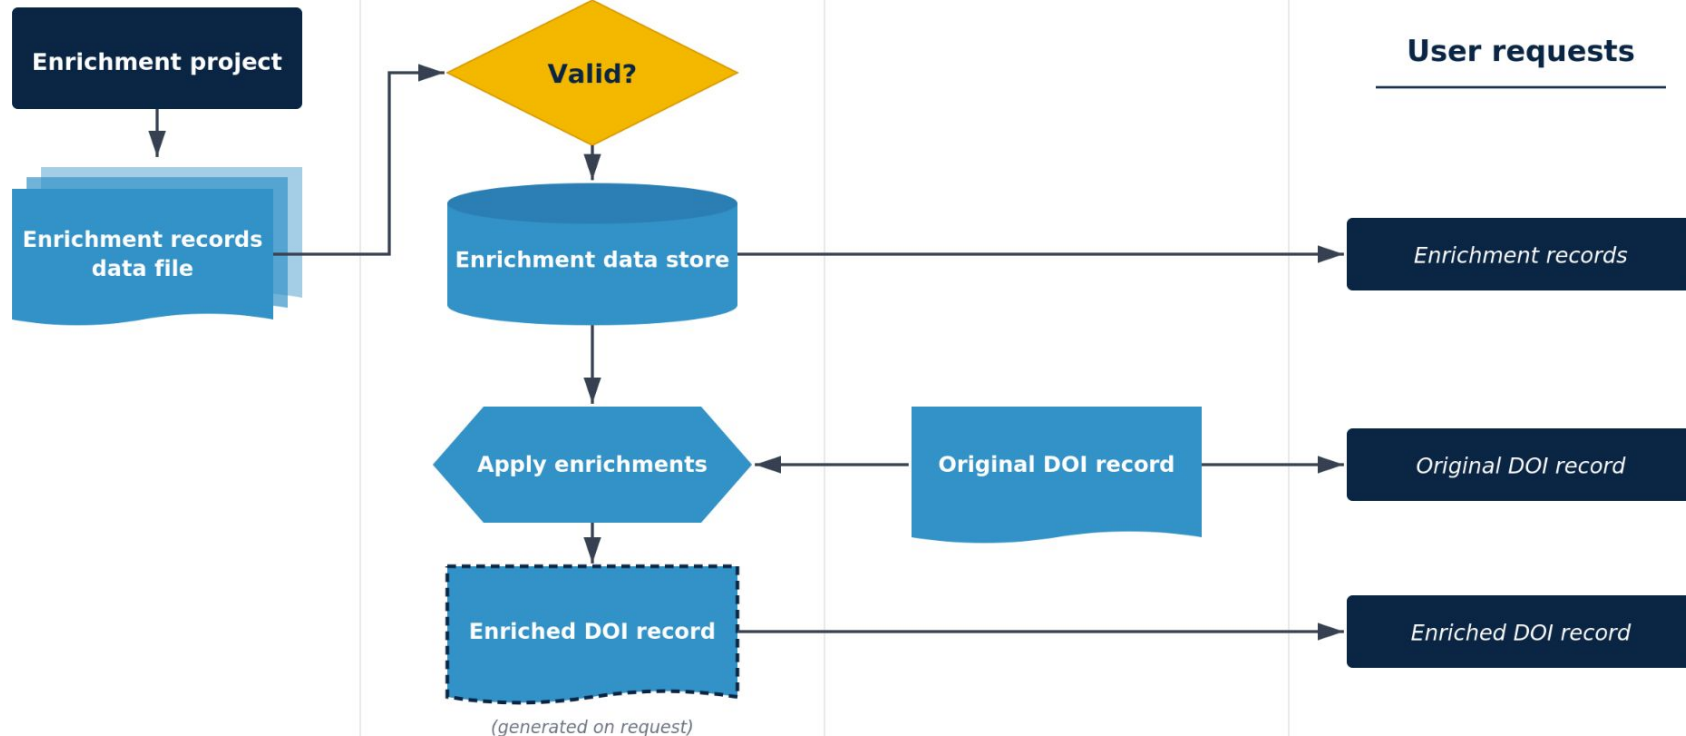 Enrichment project
Valid?
User requests
Enrichment records
data file
Enrichment data store
Enrichment records
Apply enrichments
Original DOI record
Original DOI record
Enriched DOI record
Enriched DOI record
(generated on request)